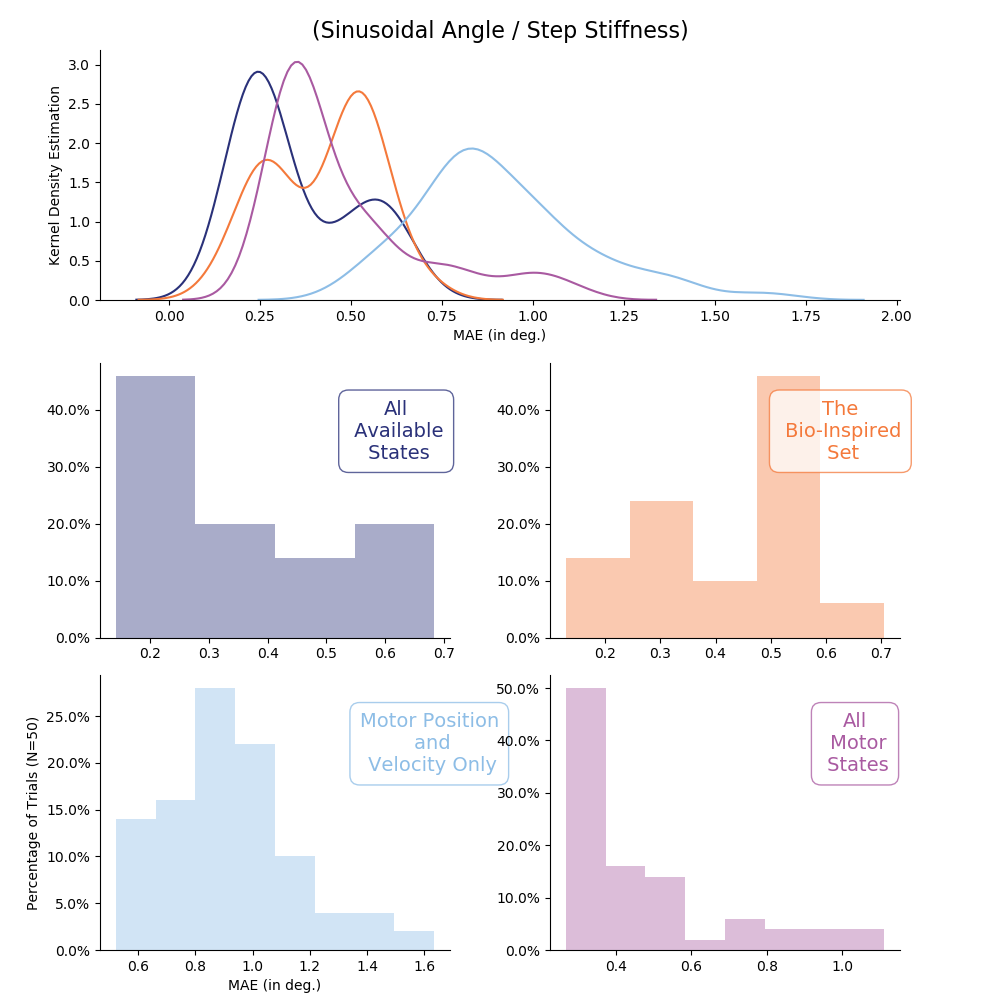 (Sinusoidal Angle / Step Stiffness)
Kernel Density Estimation
3.0
2.5
2.0
1.5
1.0
0.5
0.0
0.00 0.25 0.50 0.75 1.00 1.25 1.50 1.75 2.00
MAE (in deg.)
40.0%
30.0%
20.0%
10.0%
0.0%
All
Available
States
0.2 0.3 0.4 0.5 0.6 0.7
40.0%
30.0%
20.0%
10.0%
0.0%
The
Bio-Inspired
Set
0.2 0.3 0.4 0.5 0.6 0.7
Percentage of Trials (N=50)
25.0%
20.0%
15.0%
10.0%
5.0%
0.0%
Motor Position
and
Velocity Only
0.6 0.8 1.0 1.2 1.4 1.6
MAE (in deg.)
50.0%
40.0%
30.0%
20.0%
10.0%
0.0%
All
Motor
States
0.4 0.6 0.8 1.0